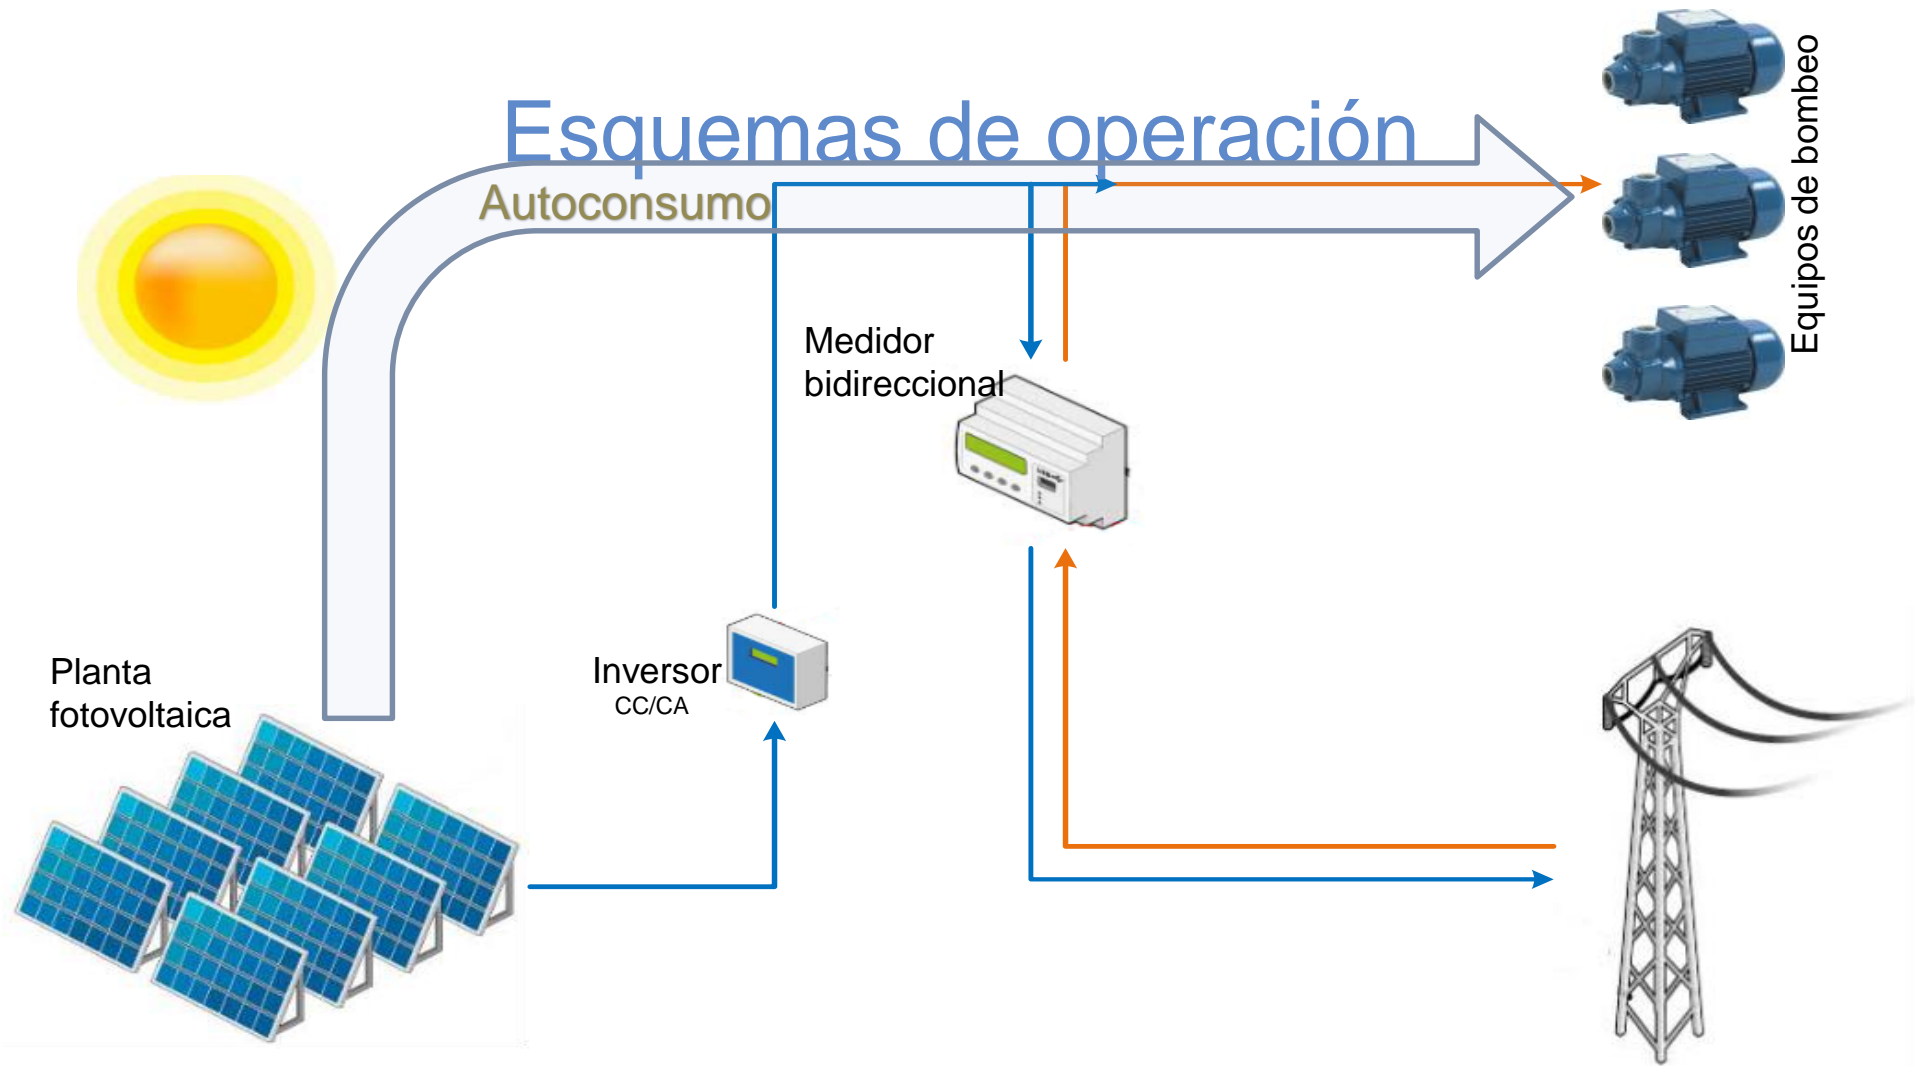 Esquemas de operación
Autoconsumo
Equipos de bombeo
Medidor
bidireccional
Inversor
CC/CA
Planta
fotovoltaica